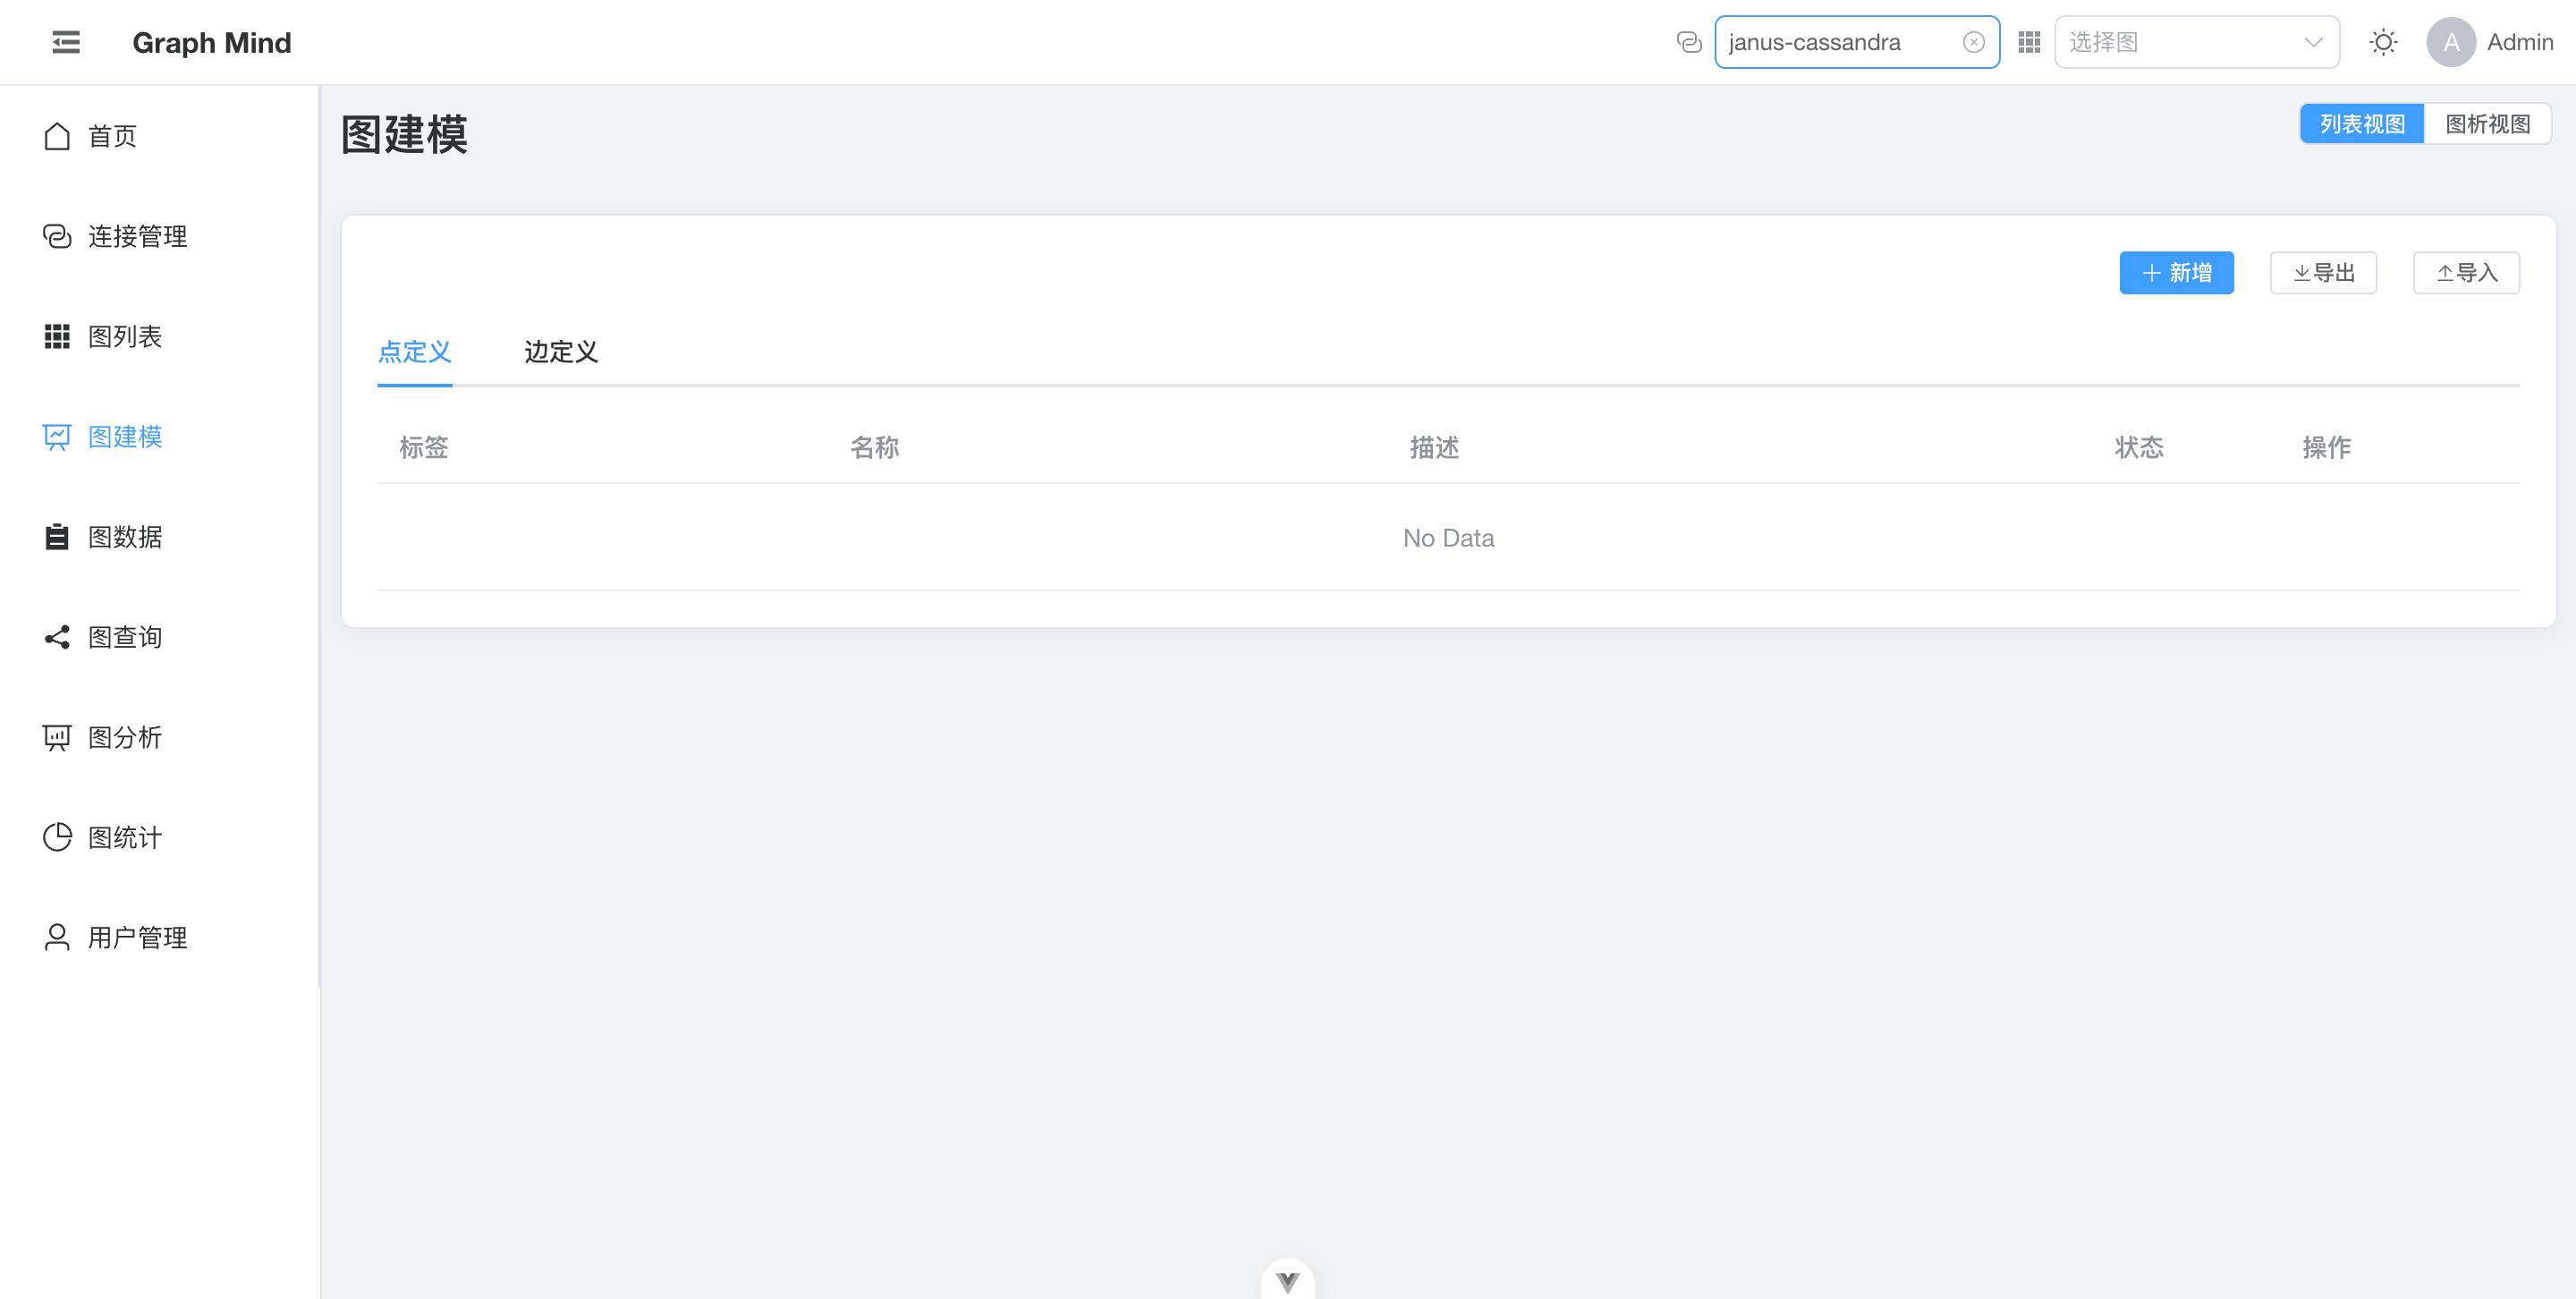 Graph Mind
janus-cassandra
选择图
A
Admin
首页
连接管理
图列表
图建模
图数据
图查询
图分析
图统计
用户管理
图建模
列表视图
图析视图
新增
导出
导入
点定义
边定义
标签
名称
描述
状态
操作
No Data